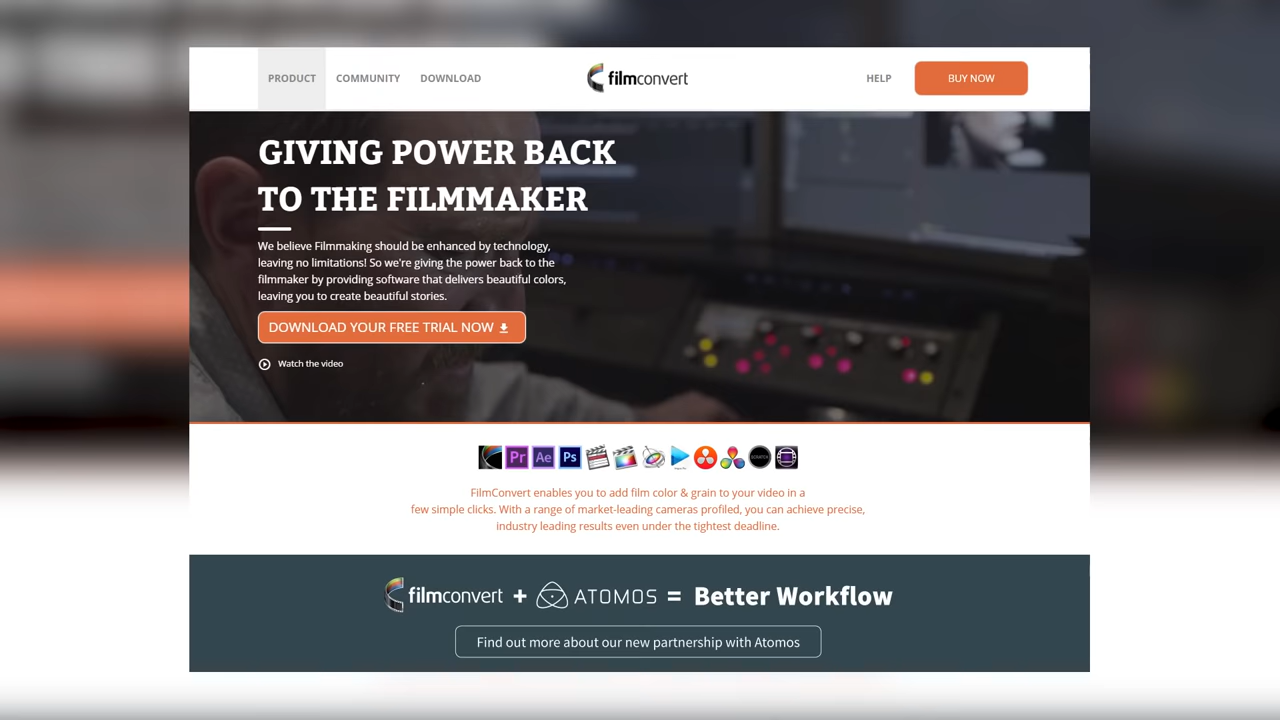 PRODUCT COMMUNITY DOWNLOAD filmconvert HELP BUY NOW
GIVING POWER BACK
TO THE FILMMAKER
We believe Filmmaking should be enhanced by technology,
leaving no limitations! So we're giving the power back to the
filmmaker by providing software that delivers beautiful colors,
leaving you to create beautiful stories.
DOWNLOAD YOUR FREE TRIAL NOW
Watch the video
Pr Ae Ps
FilmConvert enables you to add film color & grain to your video in a
few simple clicks. With a range of market-leading cameras profiled, you can achieve precise,
industry leading results even under the tightest deadline.
filmconvert + ATOMOS = Better Workflow
Find out more about our new partnership with Atomos